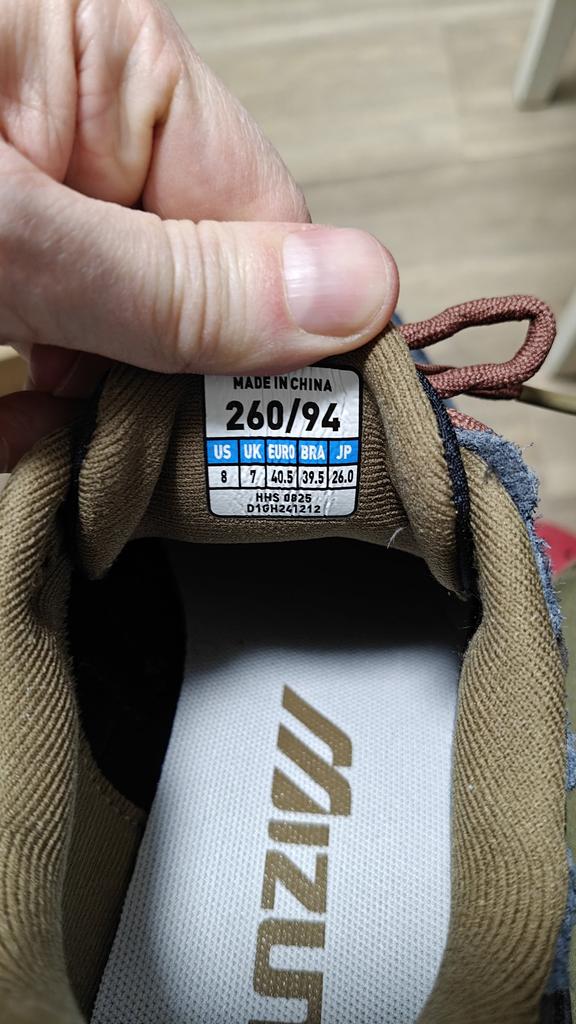 MADE IN CHINA
260/94
US UK EURO BRA JP
8 7 40.5 39.5 26.0
HHS 0825
D1GH241212
MIZUN